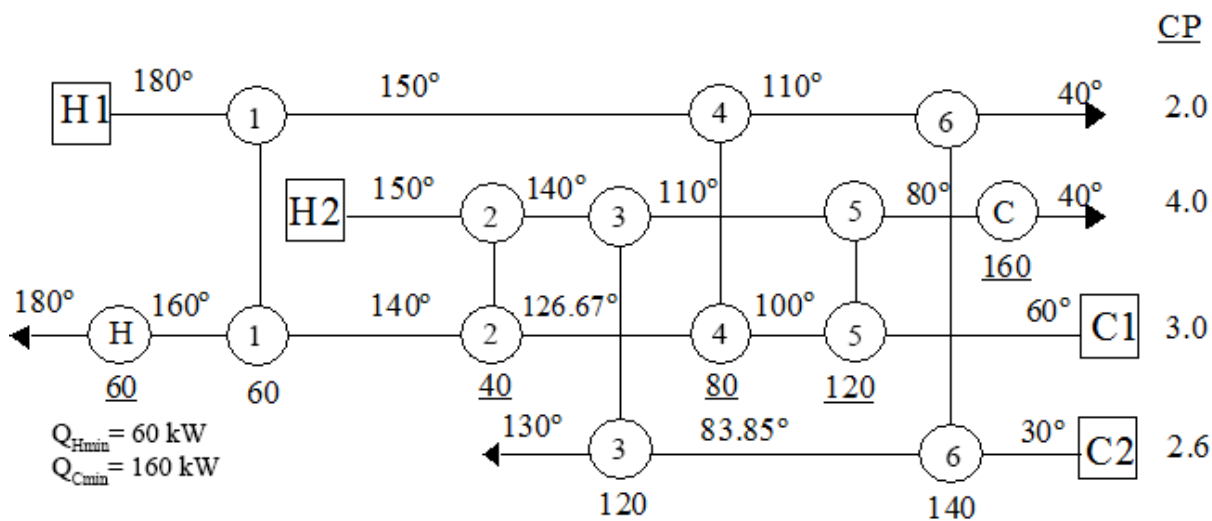 CP
H1 180° 1 150° 4 110° 6 40° 2.0
H2 150° 2 140° 3 110° 5 80° C 40° 4.0
160
180° H 160° 1 140° 2 126.67° 4 100° 5 60° C1 3.0
60 60 40 80 120
Q_Hmin= 60 kW
Q_Cmin= 160 kW
130° 3 83.85° 6 30° C2 2.6
120 140